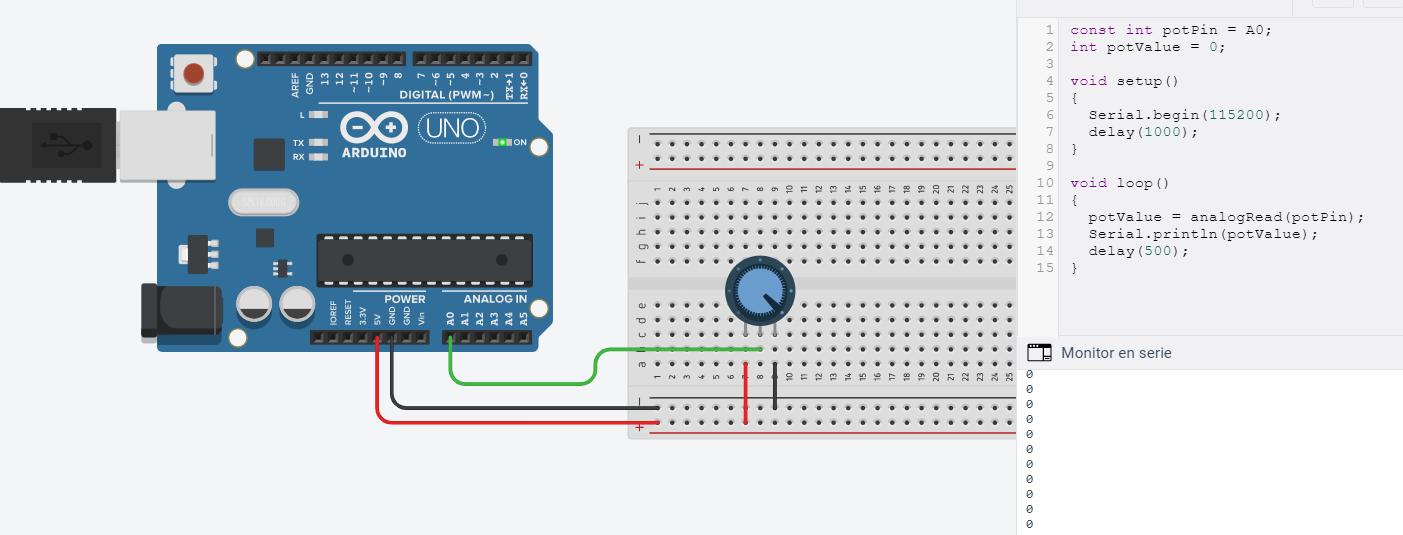 AREF
GND
13
12
~11
~10
~9
8
7
~6
~5
4
~3
2
TX→1
RX←0
DIGITAL (PWM~)
L
TX
RX
UNO
ON
ARDUINO
POWER
ANALOG IN
IOREF
RESET
3.3V
5V
GND
GND
Vin
A0
A1
A2
A3
A4
A5
− 
+
1 2 3 4 5 6 7 8 9 10 11 12 13 14 15 16 17 18 19 20 21 22 23 24 25
j
i
h
g
f
e
d
c
b
a
1 2 3 4 5 6 7 8 9 10 11 12 13 14 15 16 17 18 19 20 21 22 23 24 25
−
+
1 const int potPin = A0;
2 int potValue = 0;
3
4 void setup()
5 {
6   Serial.begin(115200);
7   delay(1000);
8 }
9
10 void loop()
11 {
12   potValue = analogRead(potPin);
13   Serial.println(potValue);
14   delay(500);
15 }
Monitor en serie
0
0
0
0
0
0
0
0
0
0
0